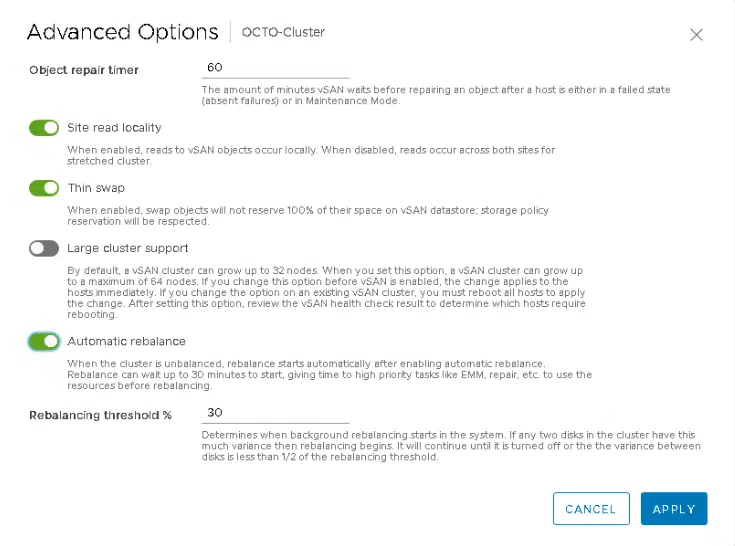 Advanced Options OCTO-Cluster
Object repair timer 60
The amount of minutes vSAN waits before repairing an object after a host is either in a failed state
(absent failures) or in Maintenance Mode.
Site read locality
When enabled, reads to vSAN objects occur locally. When disabled, reads occur across both sites for
stretched cluster.
Thin swap
When enabled, swap objects will not reserve 100% of their space on vSAN datastore; storage policy
reservation will be respected.
Large cluster support
By default, a vSAN cluster can grow up to 32 nodes. When you set this option, a vSAN cluster can grow up
to a maximum of 64 nodes. If you change this option before vSAN is enabled, the change applies to the
hosts immediately. If you change the option on an existing vSAN cluster, you must reboot all hosts to apply
the change. After setting this option, review the vSAN health check result to determine which hosts require
rebooting.
Automatic rebalance
When the cluster is unbalanced, rebalance starts automatically after enabling automatic rebalance.
Rebalance can wait up to 30 minutes to start, giving time to high priority tasks like EMM, repair, etc. to use the
resources before rebalancing.
Rebalancing threshold % 30
Determines when background rebalancing starts in the system. If any two disks in the cluster have this
much variance then rebalancing begins. It will continue until it is turned off or the the variance between
disks is less than 1/2 of the rebalancing threshold.
CANCEL APPLY